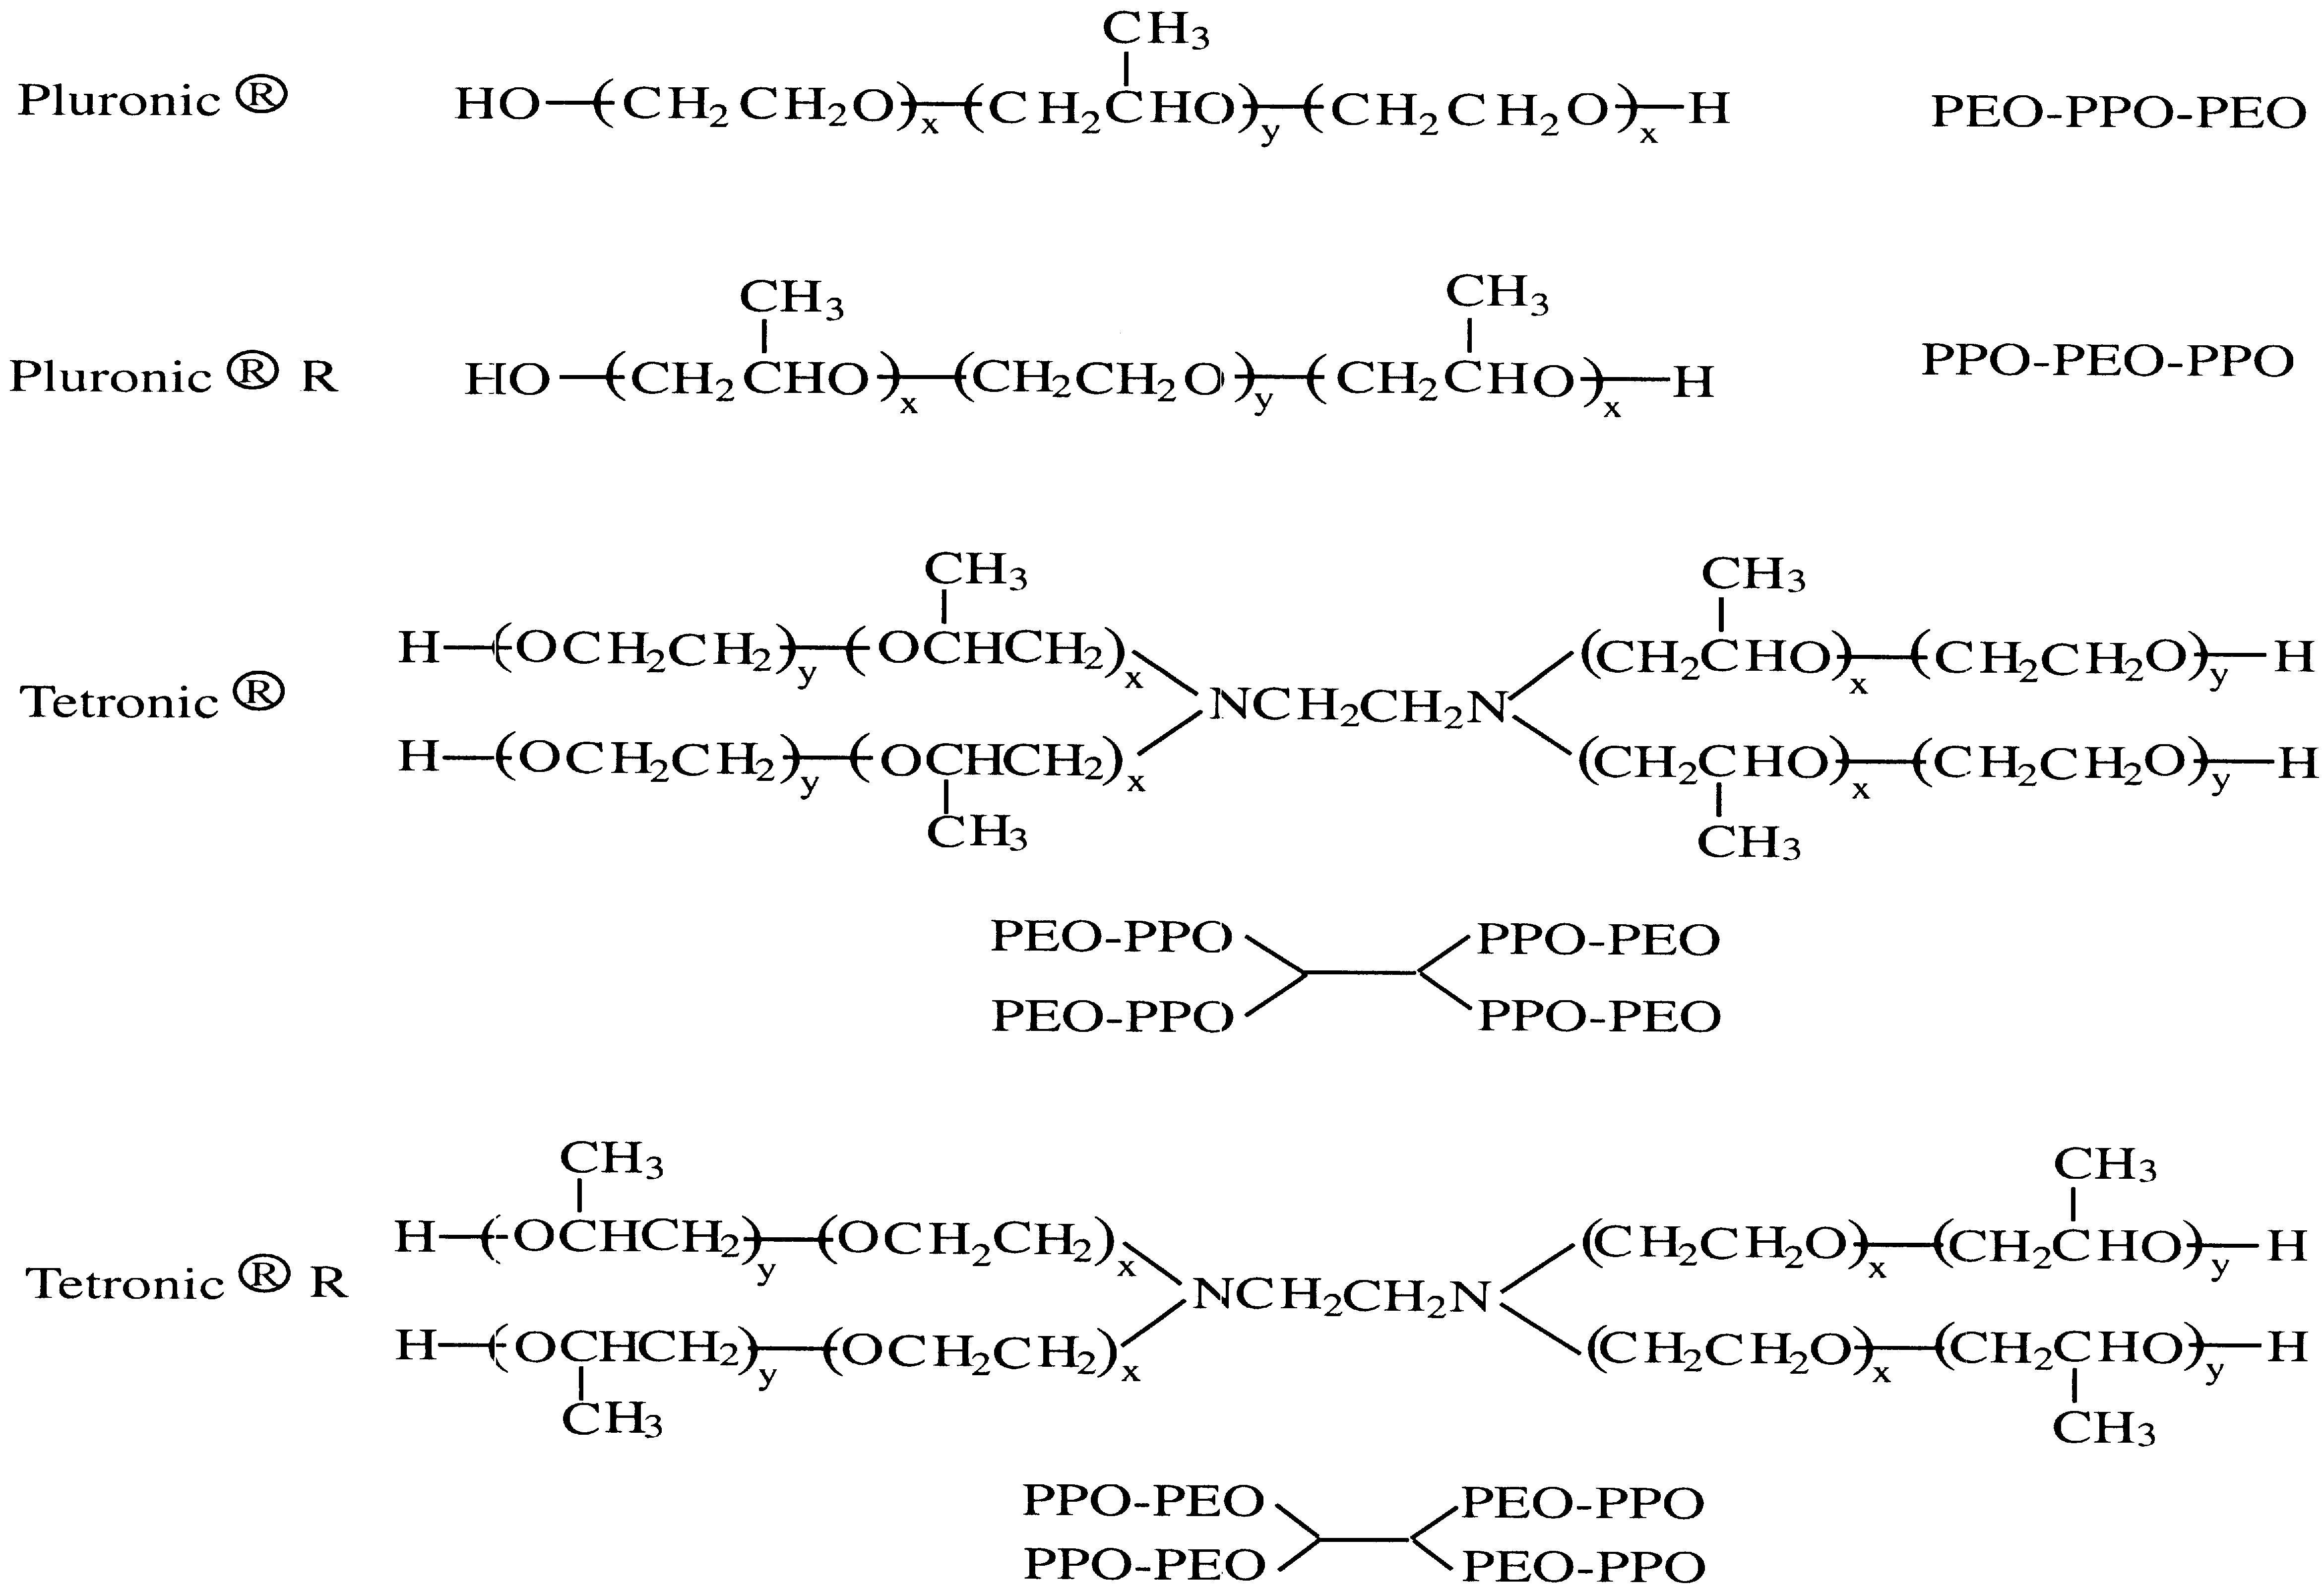 CH3
Pluronic ® HO—(CH2CH2O)x—(CH2CHO)y—(CH2CH2O)x—H PEO-PPO-PEO
CH3 CH3
Pluronic ® R HO—(CH2CHO)x—(CH2CH2O)y—(CH2CHO)x—H PPO-PEO-PPO
CH3 CH3
H—(OCH2CH2)y—(OCHCH2)x (CH2CHO)x—(CH2CH2O)y—H
Tetronic ® NCH2CH2N
H—(OCH2CH2)y—(OCHCH2)x (CH2CHO)x—(CH2CH2O)y—H
CH3 CH3
PEO-PPO PPO-PEO
PEO-PPO PPO-PEO
CH3 CH3
H—(OCHCH2)y—(OCH2CH2)x (CH2CH2O)x—(CH2CHO)y—H
Tetronic ® R NCH2CH2N
H—(OCHCH2)y—(OCH2CH2)x (CH2CH2O)x—(CH2CHO)y—H
CH3 CH3
PPO-PEO PEO-PPO
PPO-PEO PEO-PPO